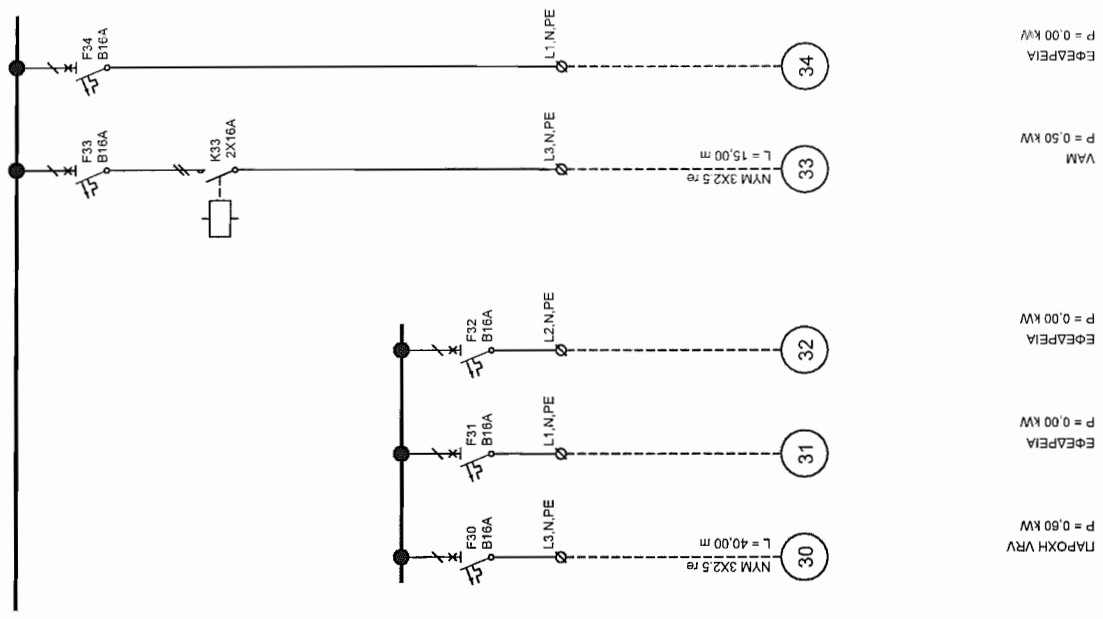 F34
B16A
L1,N,PE
34
ΕΦΕΔΡΕΙΑ
P = 0,00 kW
F33
B16A
K33
2X16A
L3,N,PE
NYM 3X2.5 re
L = 15,00 m
33
VAM
P = 0,50 kW
F32
B16A
L2,N,PE
32
ΕΦΕΔΡΕΙΑ
P = 0,00 kW
F31
B16A
L1,N,PE
31
ΕΦΕΔΡΕΙΑ
P = 0,00 kW
F30
B16A
L3,N,PE
NYM 3X2.5 re
L = 40,00 m
30
ΠΑΡΟΧΗ VRV
P = 0,60 kW